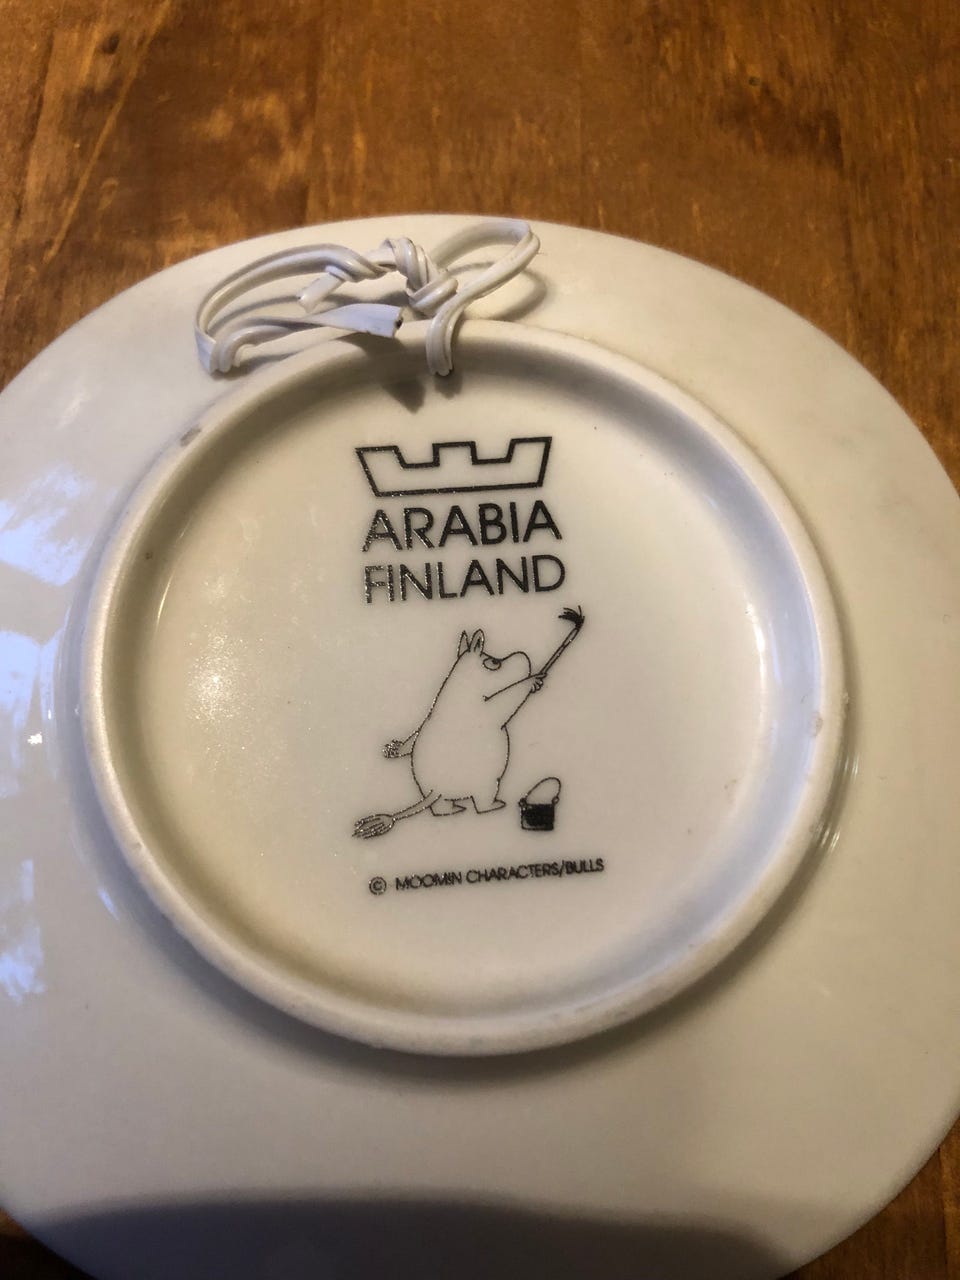 ARABIA
FINLAND
© MOOMIN CHARACTERS/BULLS